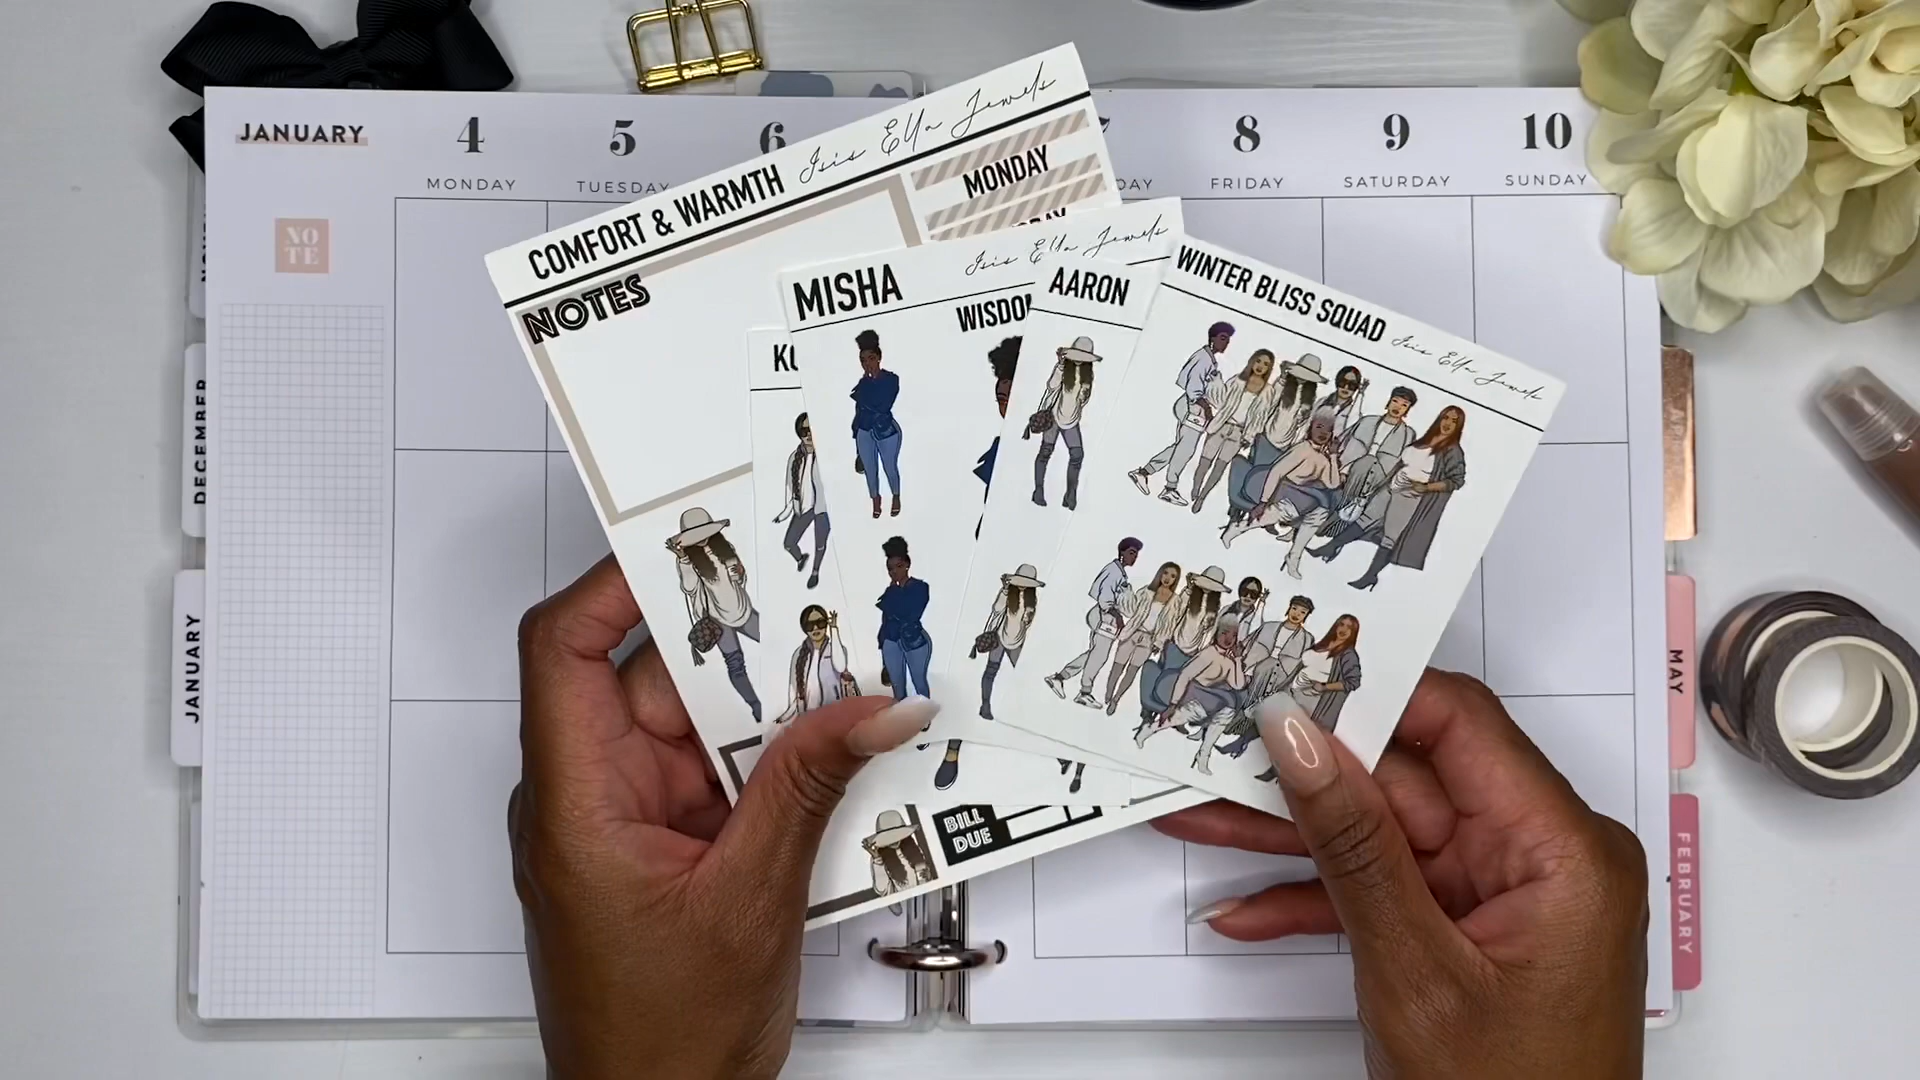 JANUARY
4
5
6
8
9
10
MONDAY
TUESDAY
DAY
FRIDAY
SATURDAY
SUNDAY
NO
TE
COMFORT & WARMTH Isis Ella Jewels
MONDAY
NOTES
MISHA Isis Ella Jewels
AARON
WINTER BLISS SQUAD Isis Ella Jewels
BILL
DUE
DECEMBER
JANUARY
MAY
FEBRUARY